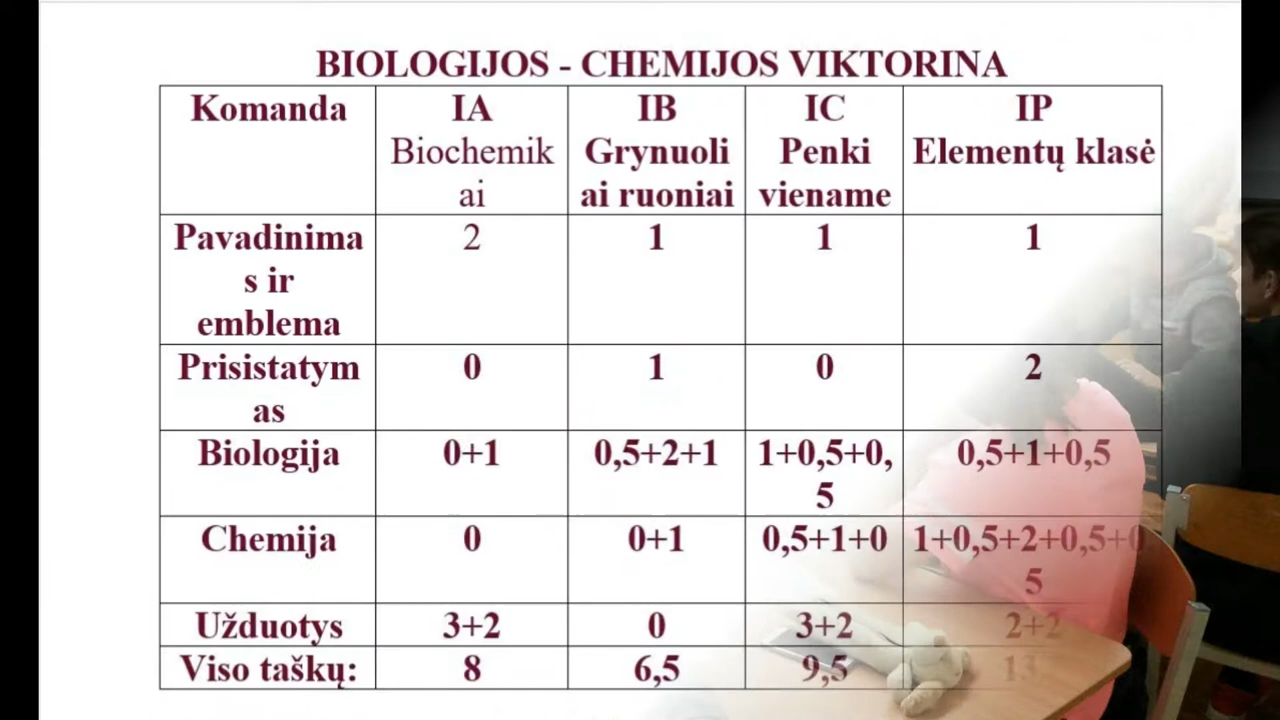 BIOLOGIJOS - CHEMIJOS VIKTORINA
Komanda IA Biochemik ai IB Grynuoli ai ruoniai IC Penki viename IP Elementų klasė
Pavadinima s ir emblema 2 1 1 1
Prisistatym as 0 1 0 2
Biologija 0+1 0,5+2+1 1+0,5+0, 5 0,5+1+0,5
Chemija 0 0+1 0,5+1+0 1+0,5+2+0,5+0, 5
Užduotys 3+2 0 3+2 2+2
Viso taškų: 8 6,5 9,5